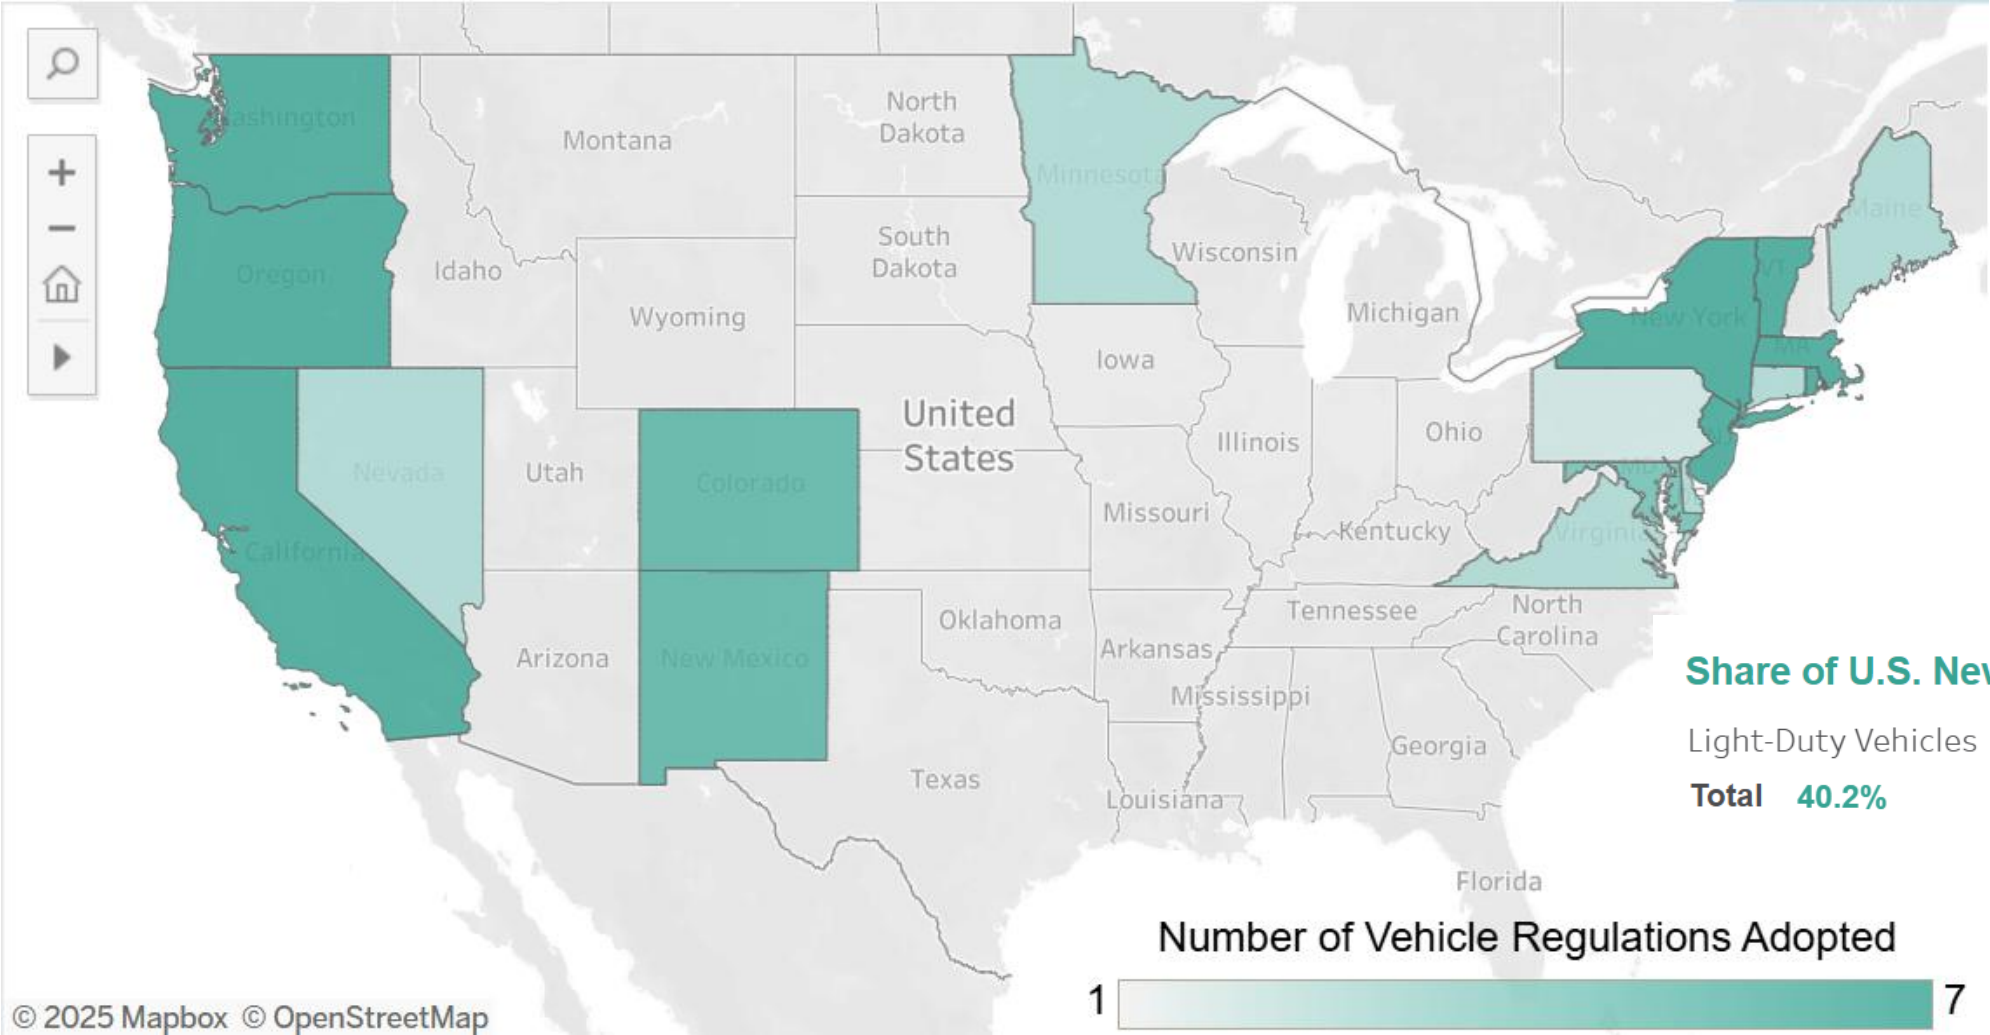 Washington
Montana
North
Dakota
Minnesota
Maine
Oregon
Idaho
South
Dakota
Wisconsin
VT
Wyoming
Michigan
New York
MA
Iowa
United
States
Nevada
Utah
Colorado
Illinois
Ohio
NJ
MD
Missouri
Kentucky
Virginia
California
Oklahoma
Tennessee
North
Carolina
Arizona
New Mexico
Arkansas
Mississippi
Share of U.S. Nev
Light-Duty Vehicles
Georgia
Texas
Louisiana
Total 40.2%
Florida
Number of Vehicle Regulations Adopted
1 7
© 2025 Mapbox © OpenStreetMap